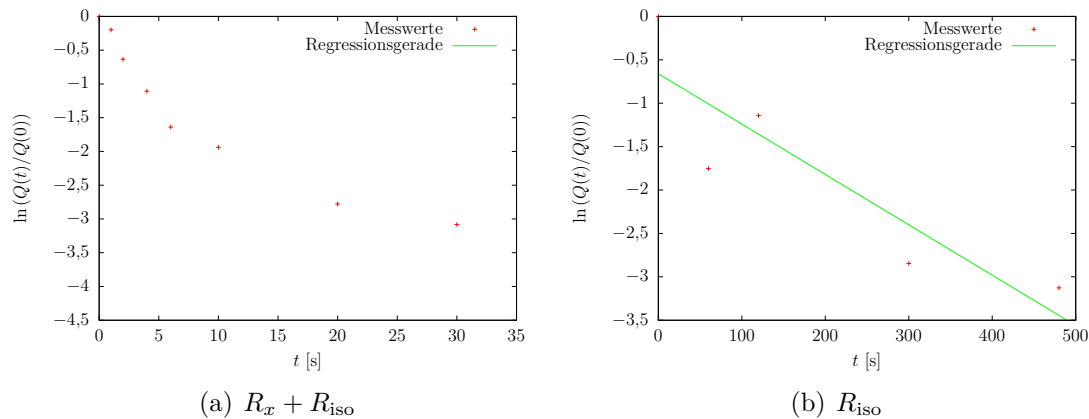 0
−0,5
−1
−1,5
−2
−2,5
−3
−3,5
−4
−4,5
0 5 10 15 20 25 30 35
ln (Q(t)/Q(0))
t [s]
Messwerte
Regressionsgerade
(a) Rₓ + R_iso
0
−0,5
−1
−1,5
−2
−2,5
−3
−3,5
0 100 200 300 400 500
ln (Q(t)/Q(0))
t [s]
Messwerte
Regressionsgerade
(b) R_iso